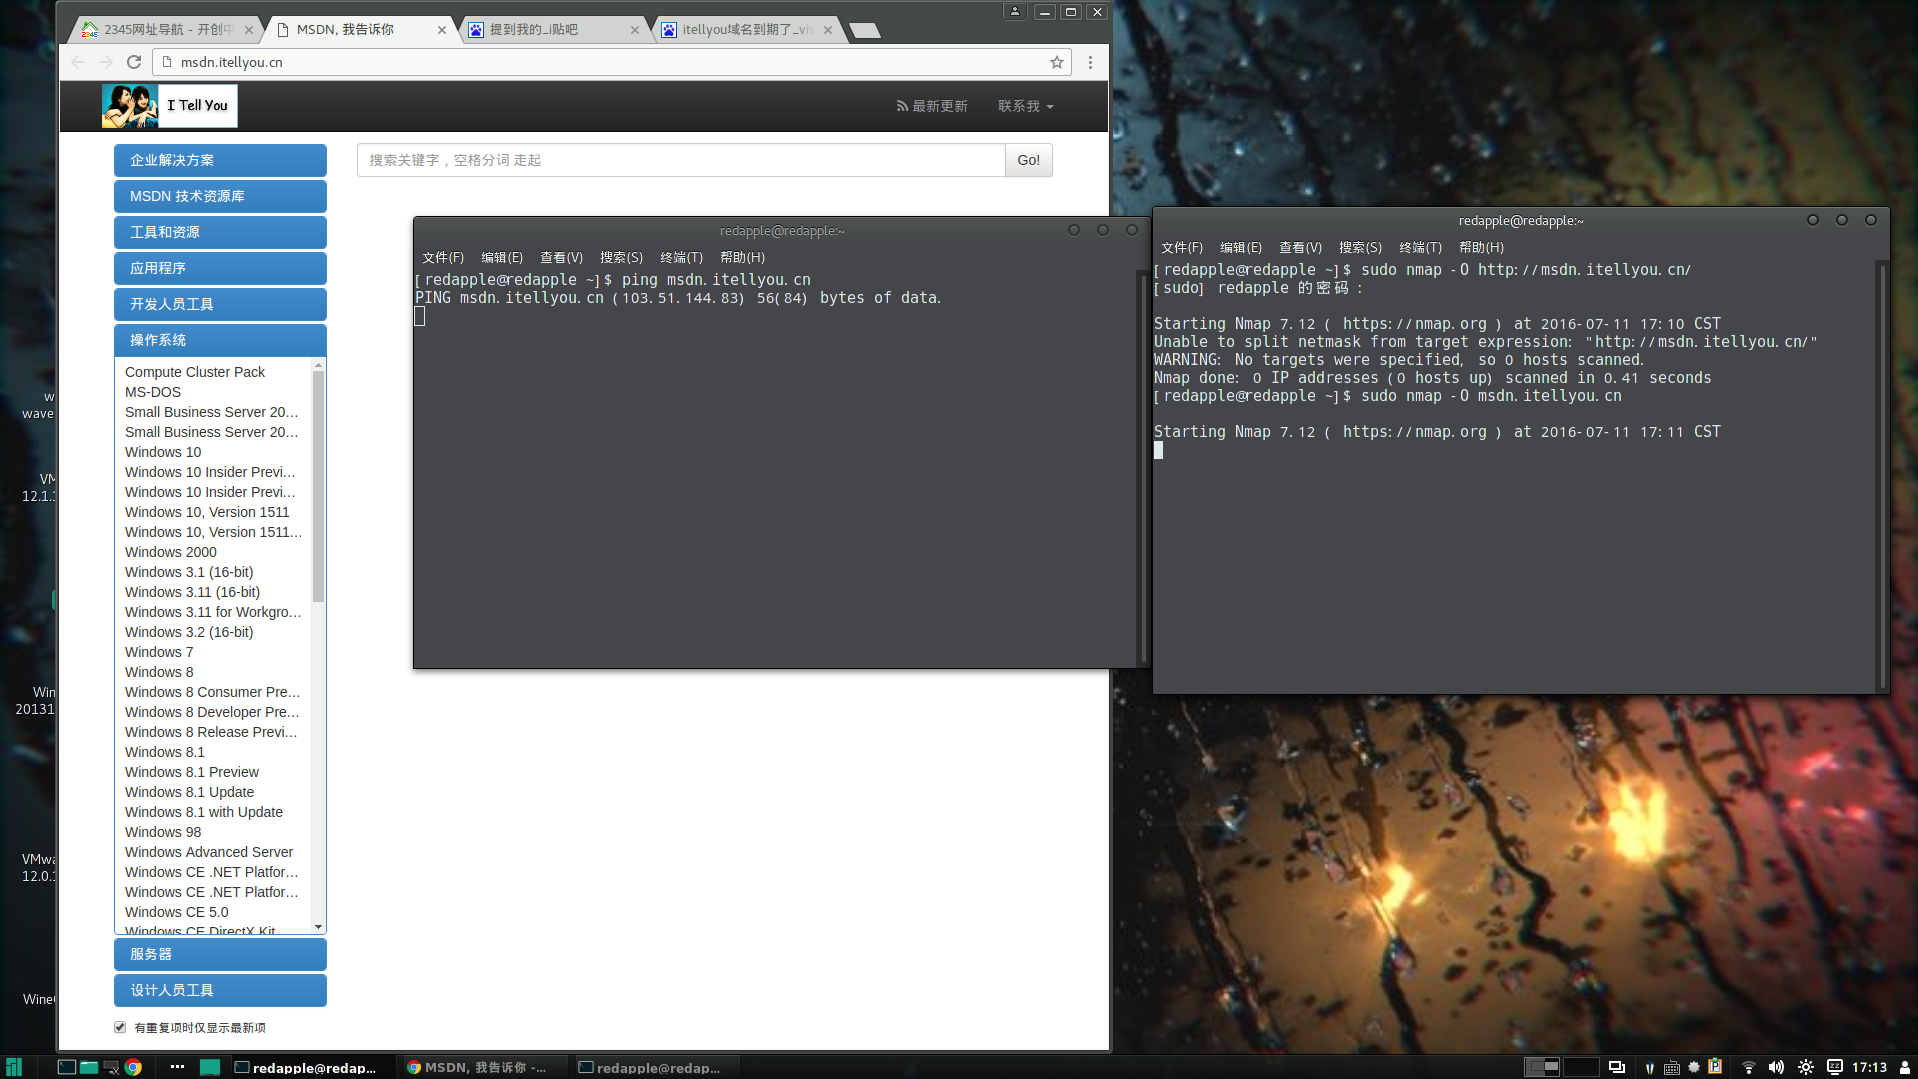 2345网址导航 - 开创中
MSDN, 我告诉你
提到我的_i贴吧
itellyou域名到期了_vis
msdn.itellyou.cn
I Tell You
最新更新
联系我
企业解决方案
MSDN 技术资源库
工具和资源
应用程序
开发人员工具
操作系统
Compute Cluster Pack
MS-DOS
Small Business Server 20...
Small Business Server 20...
Windows 10
Windows 10 Insider Previ...
Windows 10 Insider Previ...
Windows 10, Version 1511
Windows 10, Version 1511...
Windows 2000
Windows 3.1 (16-bit)
Windows 3.11 (16-bit)
Windows 3.11 for Workgro...
Windows 3.2 (16-bit)
Windows 7
Windows 8
Windows 8 Consumer Pre...
Windows 8 Developer Pre...
Windows 8 Release Previ...
Windows 8.1
Windows 8.1 Preview
Windows 8.1 Update
Windows 8.1 with Update
Windows 98
Windows Advanced Server
Windows CE .NET Platfor...
Windows CE .NET Platfor...
Windows CE 5.0
Windows CE DirectX Kit
服务器
设计人员工具
有重复项时仅显示最新项
搜索关键字，空格分词 走起
Go!
redapple@redapple:~
文件(F) 编辑(E) 查看(V) 搜索(S) 终端(T) 帮助(H)
[redapple@redapple ~]$ ping msdn.itellyou.cn
PING msdn.itellyou.cn (103.51.144.83) 56(84) bytes of data.
redapple@redapple:~
文件(F) 编辑(E) 查看(V) 搜索(S) 终端(T) 帮助(H)
[redapple@redapple ~]$ sudo nmap -O http://msdn.itellyou.cn/
[sudo] redapple 的密码：
Starting Nmap 7.12 ( https://nmap.org ) at 2016-07-11 17:10 CST
Unable to split netmask from target expression: "http://msdn.itellyou.cn/"
WARNING: No targets were specified, so 0 hosts scanned.
Nmap done: 0 IP addresses (0 hosts up) scanned in 0.41 seconds
[redapple@redapple ~]$ sudo nmap -O msdn.itellyou.cn
Starting Nmap 7.12 ( https://nmap.org ) at 2016-07-11 17:11 CST
w
wave
VM
12.1.
Win
20131
VMwa
12.0.
Wine
redapple@redap...
MSDN, 我告诉你 -...
redapple@redap...
17:13